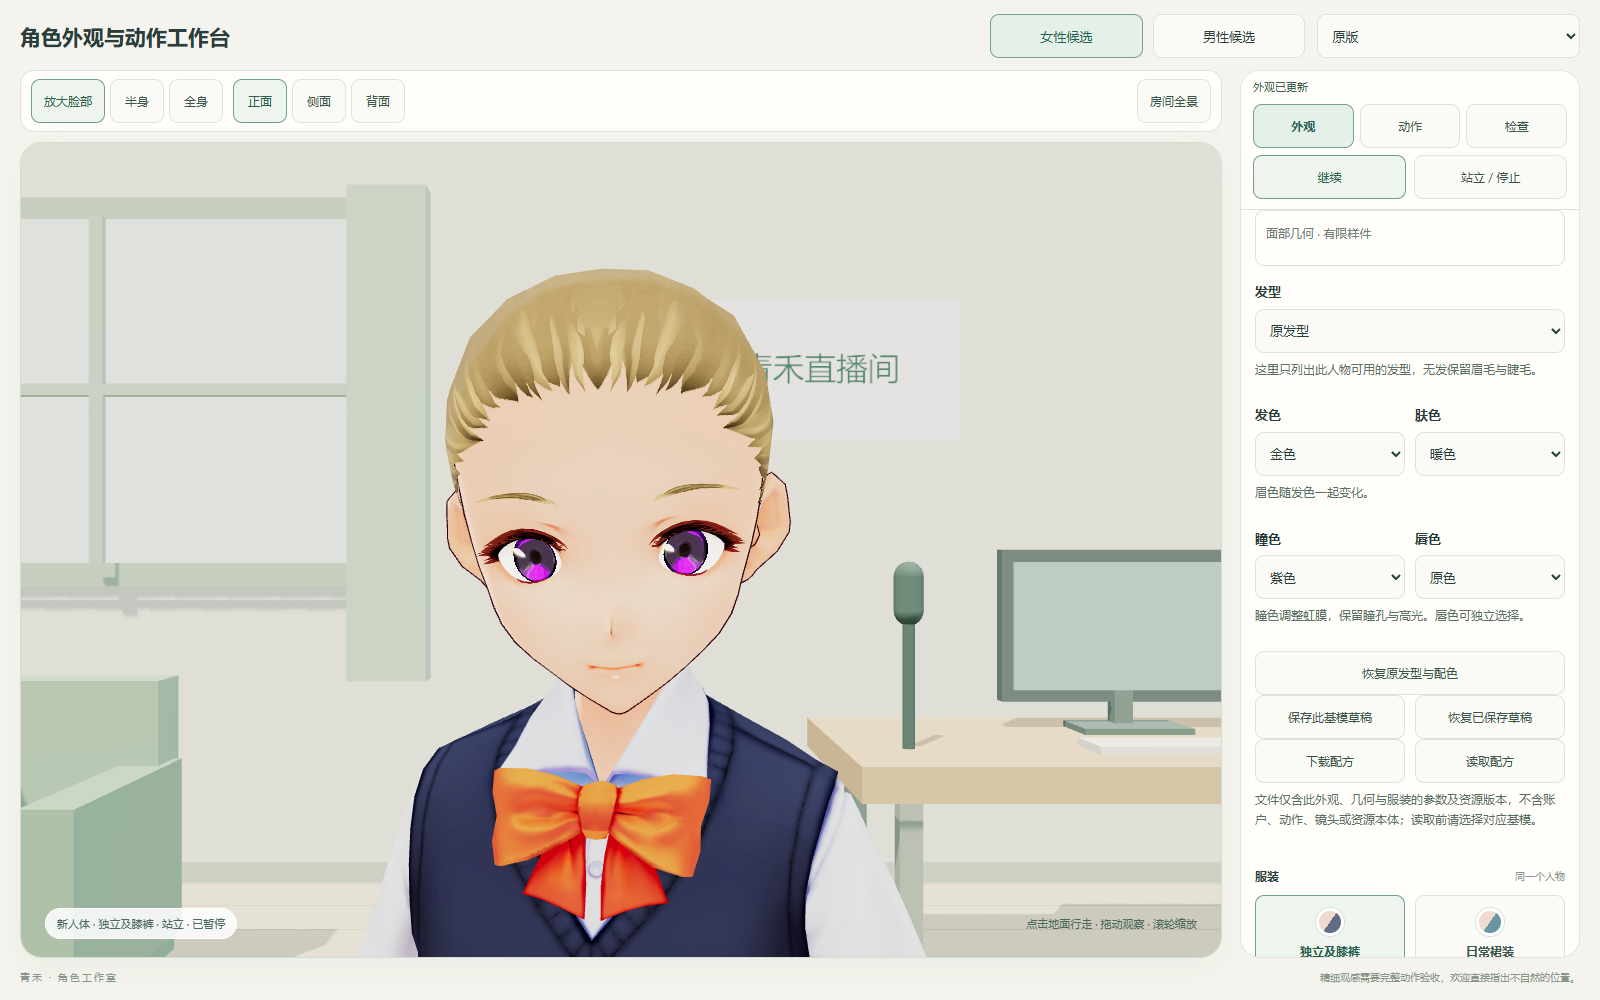 角色外观与动作工作台
女性候选
男性候选
原版
放大脸部
半身
全身
正面
侧面
背面
房间全景
外观已更新
外观
动作
检查
继续
站立 / 停止
面部几何 · 有限样件
发型
原发型
这里只列出此人物可用的发型，无发保留眉毛与睫毛。
发色
肤色
金色
暖色
眉色随发色一起变化。
瞳色
唇色
紫色
原色
瞳色调整虹膜，保留瞳孔与高光。唇色可独立选择。
恢复原发型与配色
保存此基模草稿
恢复已保存草稿
下载配方
读取配方
文件仅含此外观、几何与服装的参数及资源版本，不含账
户、动作、镜头或资源本体；读取前请选择对应基模。
服装
同一个人物
独立及膝裤
日常裙装
青禾直播间
新人体 · 独立及膝裤 · 站立 · 已暂停
点击地面行走 · 拖动观察 · 滚轮缩放
青禾 · 角色工作室
精细观感需要完整动作验收，欢迎直接指出不自然的位置。